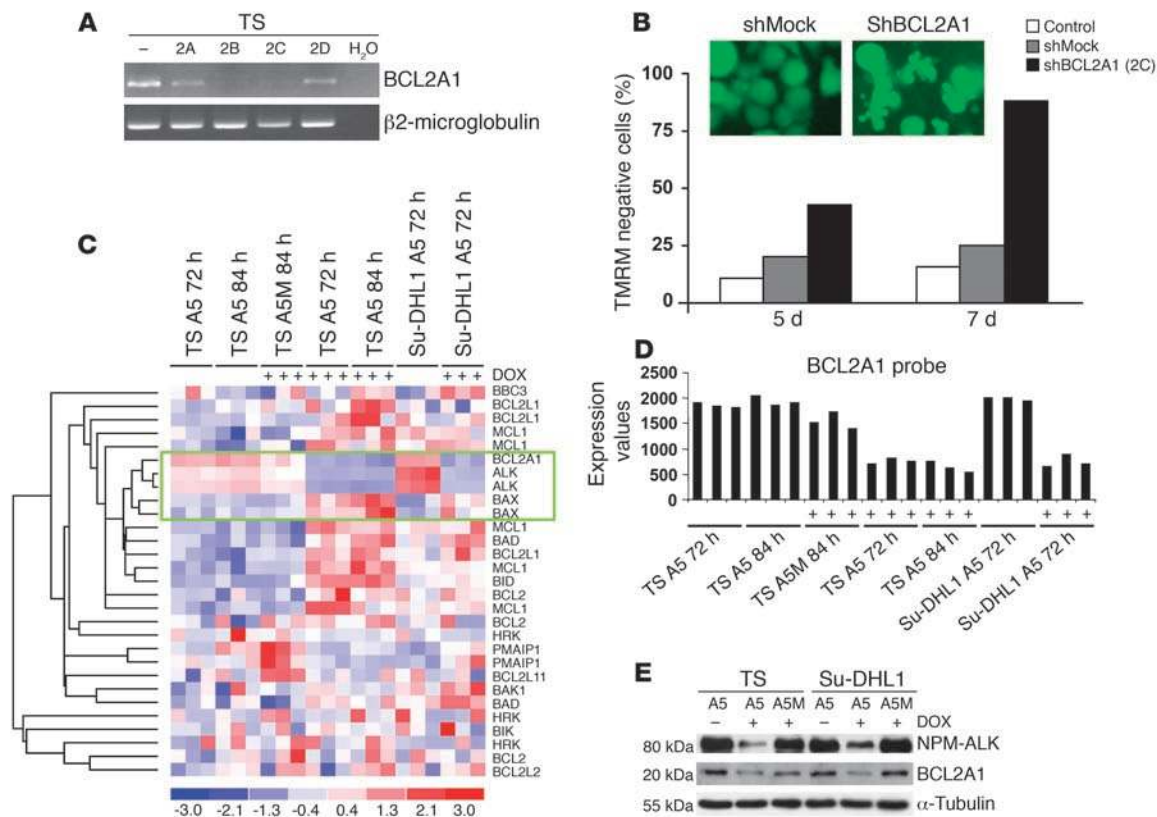 A
TS
– 2A 2B 2C 2D H2O
BCL2A1
β2-microglobulin
B
shMock ShBCL2A1
Control
shMock
shBCL2A1 (2C)
TMRM negative cells (%)
100
75
50
25
0
5 d 7 d
C
TS A5 72 h
TS A5 84 h
TS A5M 84 h
TS A5 72 h
TS A5 84 h
Su-DHL1 A5 72 h
Su-DHL1 A5 72 h
+ + + + + + + + + + + + DOX
BBC3
BCL2L1
BCL2L1
MCL1
MCL1
BCL2A1
ALK
ALK
BAX
BAX
MCL1
BAD
BCL2L1
MCL1
BID
BCL2
MCL1
BCL2
HRK
PMAIP1
PMAIP1
BCL2L11
BAK1
BAD
HRK
BIK
HRK
BCL2
BCL2L2
-3.0 -2.1 -1.3 -0.4 0.4 1.3 2.1 3.0
D
BCL2A1 probe
Expression
values
2500
2000
1500
1000
500
0
+ + + + + + + + + + + +
TS A5 72 h
TS A5 84 h
TS A5M 84 h
TS A5 72 h
TS A5 84 h
Su-DHL1 A5 72 h
Su-DHL1 A5 72 h
E
TS Su-DHL1
A5 A5 A5M A5 A5 A5M
– + + – + + DOX
80 kDa NPM-ALK
20 kDa BCL2A1
55 kDa α-Tubulin